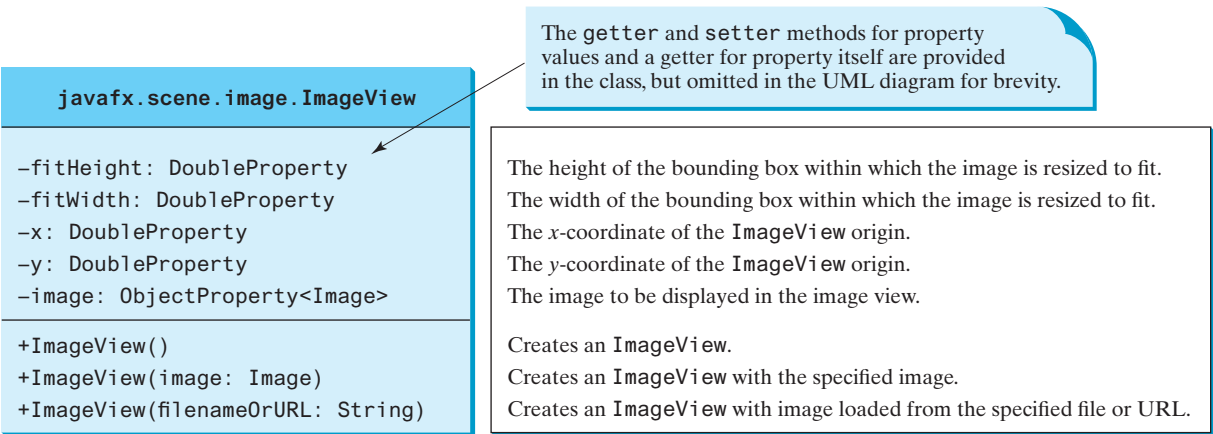 The getter and setter methods for property
values and a getter for property itself are provided
in the class, but omitted in the UML diagram for brevity.
javafx.scene.image.ImageView
–fitHeight: DoubleProperty
The height of the bounding box within which the image is resized to fit.
–fitWidth: DoubleProperty
The width of the bounding box within which the image is resized to fit.
–x: DoubleProperty
The x-coordinate of the ImageView origin.
–y: DoubleProperty
The y-coordinate of the ImageView origin.
–image: ObjectProperty<Image>
The image to be displayed in the image view.
+ImageView()
Creates an ImageView.
+ImageView(image: Image)
Creates an ImageView with the specified image.
+ImageView(filenameOrURL: String)
Creates an ImageView with image loaded from the specified file or URL.